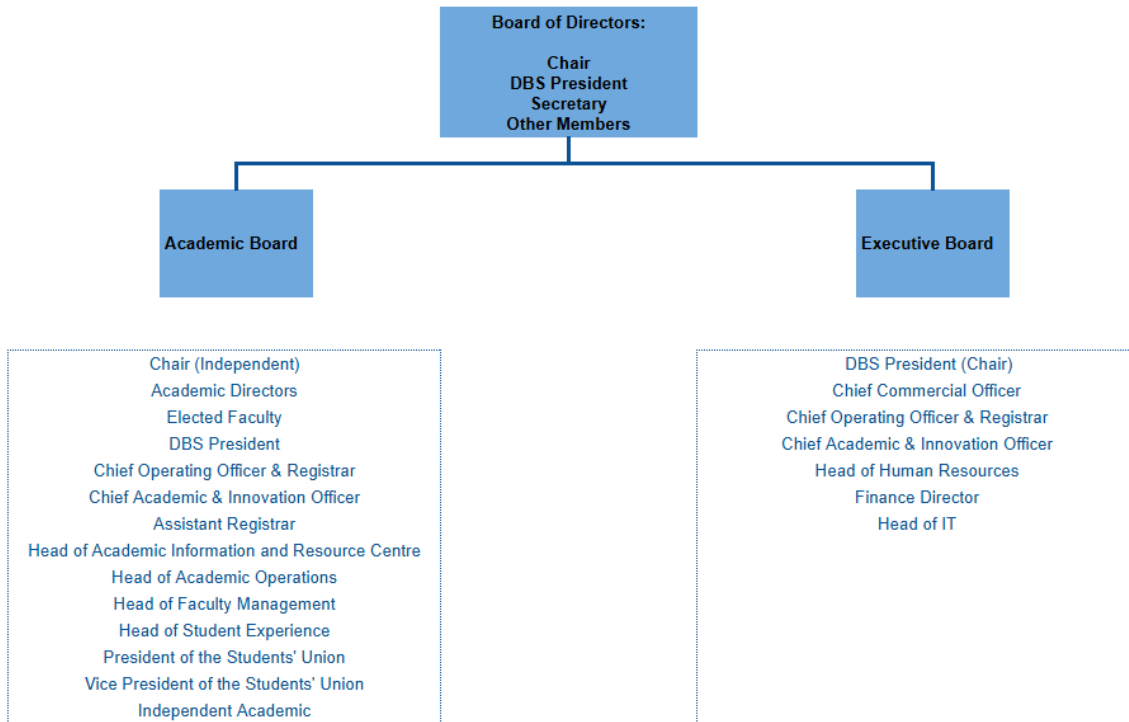 Board of Directors:
Chair
DBS President
Secretary
Other Members
Academic Board
Executive Board
Chair (Independent)
Academic Directors
Elected Faculty
DBS President
Chief Operating Officer & Registrar
Chief Academic & Innovation Officer
Assistant Registrar
Head of Academic Information and Resource Centre
Head of Academic Operations
Head of Faculty Management
Head of Student Experience
President of the Students' Union
Vice President of the Students' Union
Independent Academic
DBS President (Chair)
Chief Commercial Officer
Chief Operating Officer & Registrar
Chief Academic & Innovation Officer
Head of Human Resources
Finance Director
Head of IT